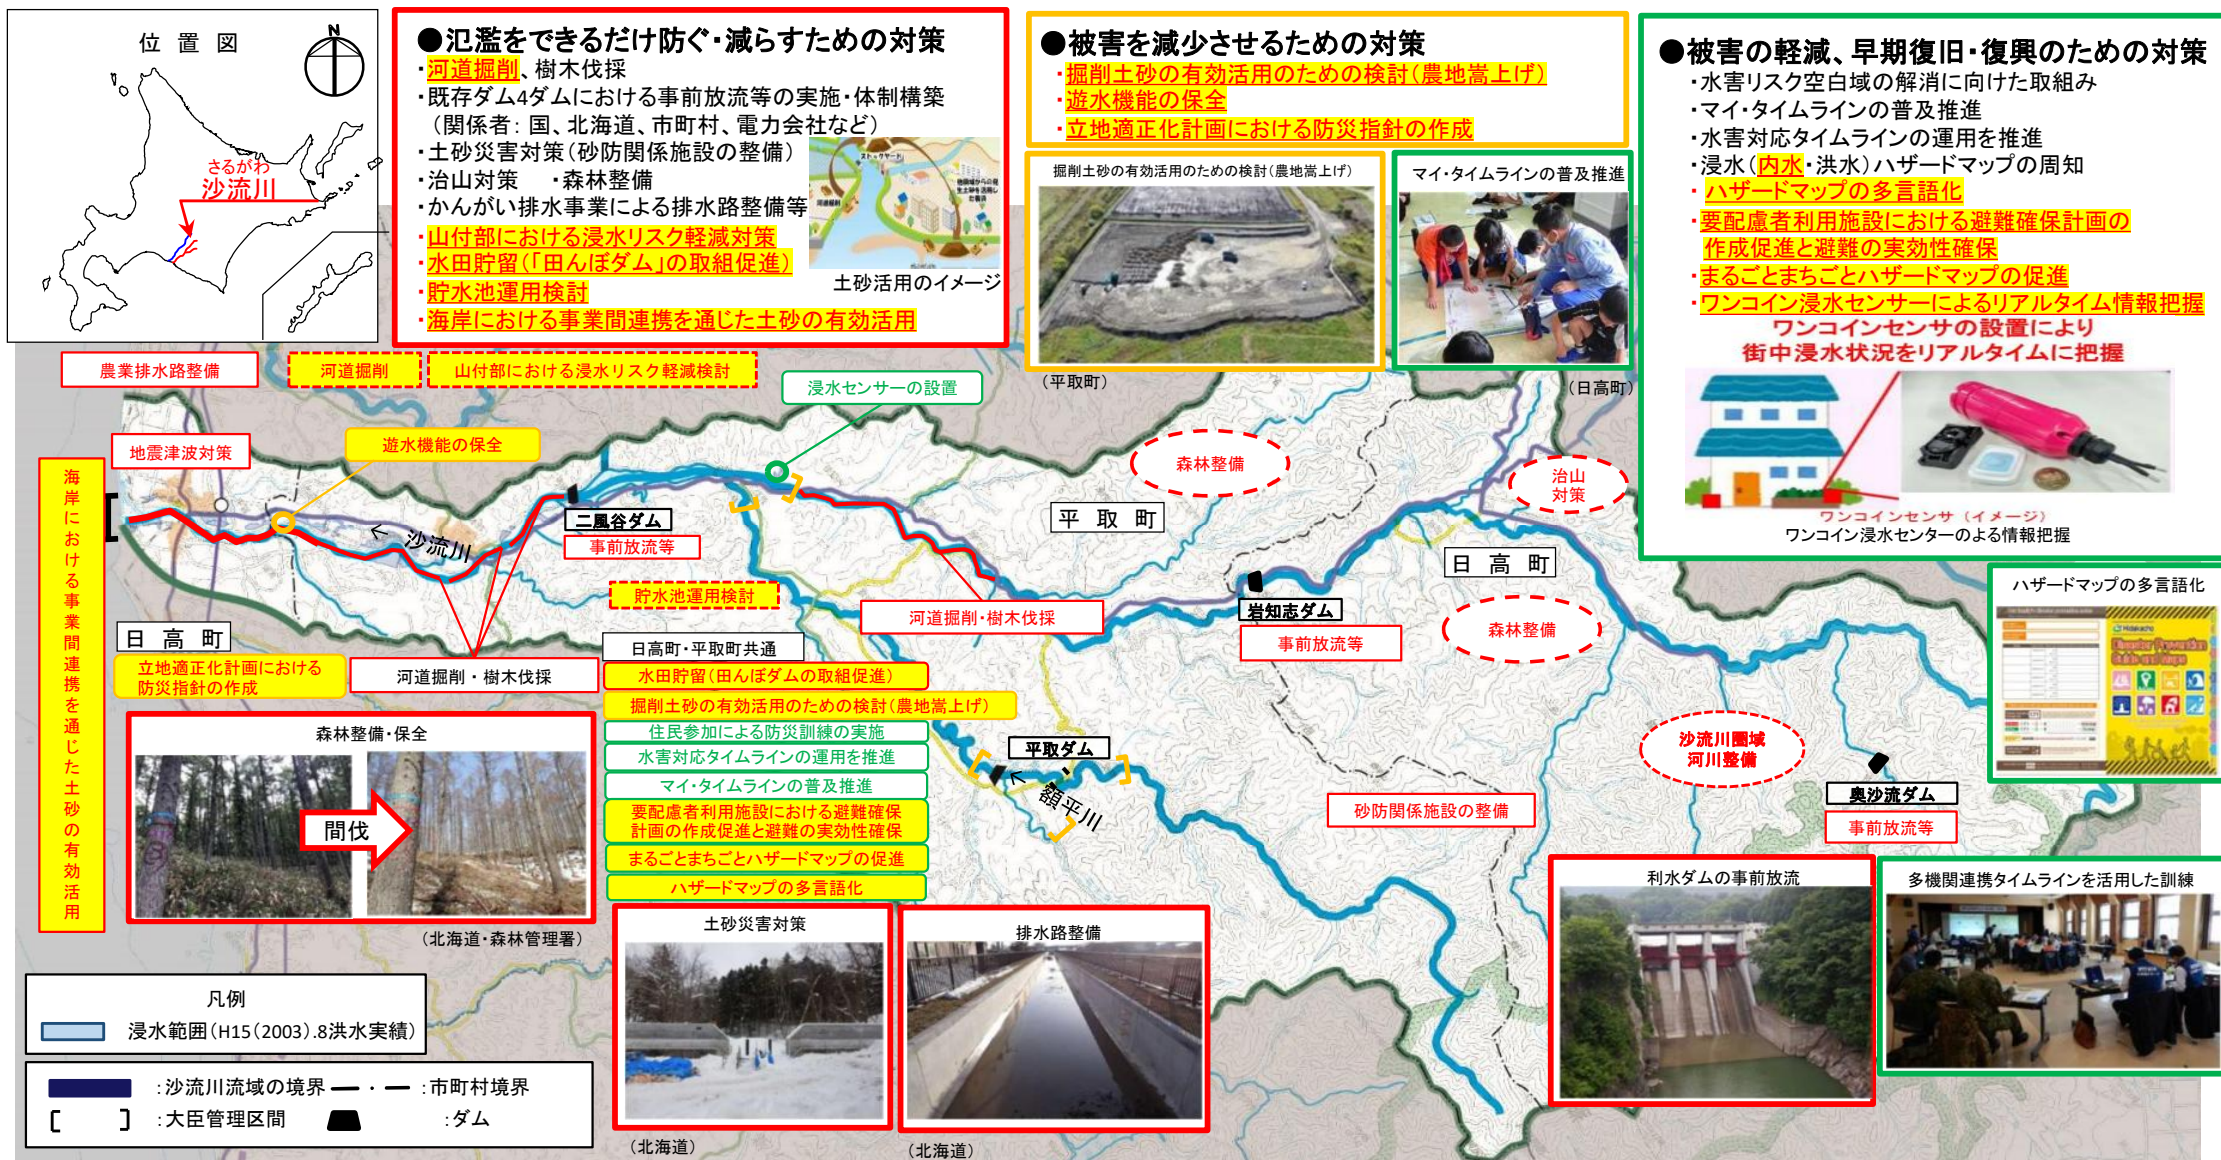 位置図
N
さるがわ
沙流川
●氾濫をできるだけ防ぐ・減らすための対策
・河道掘削、樹木伐採
・既存ダム4ダムにおける事前放流等の実施・体制構築
（関係者：国、北海道、市町村、電力会社など）
・土砂災害対策（砂防関係施設の整備）
・治山対策　・森林整備
・かんがい排水事業による排水路整備等
・山付部における浸水リスク軽減対策
・水田貯留（「田んぼダム」の取組促進）
・貯水池運用検討
・海岸における事業間連携を通じた土砂の有効活用
ストックヤード
河道掘削
土砂活用のイメージ
●被害を減少させるための対策
・掘削土砂の有効活用のための検討（農地嵩上げ）
・遊水機能の保全
・立地適正化計画における防災指針の作成
掘削土砂の有効活用のための検討（農地嵩上げ）
（平取町）
マイ・タイムラインの普及推進
（日高町）
●被害の軽減、早期復旧・復興のための対策
・水害リスク空白域の解消に向けた取組み
・マイ・タイムラインの普及推進
・水害対応タイムラインの運用を推進
・浸水（内水・洪水）ハザードマップの周知
・ハザードマップの多言語化
・要配慮者利用施設における避難確保計画の
作成促進と避難の実効性確保
・まるごとまちごとハザードマップの促進
・ワンコイン浸水センサーによるリアルタイム情報把握
ワンコインセンサの設置により
街中浸水状況をリアルタイムに把握
ワンコインセンサ（イメージ）
ワンコイン浸水センターのよる情報把握
農業排水路整備
河道掘削
山付部における浸水リスク軽減検討
浸水センサーの設置
地震津波対策
遊水機能の保全
海岸における事業間連携を通じた土砂の有効活用
←沙流川
二風谷ダム
事前放流等
森林整備
平取町
治山
対策
日高町
貯水池運用検討
河道掘削・樹木伐採
岩知志ダム
事前放流等
森林整備
ハザードマップの多言語化
Hidakacho
Disaster Prevention
Guide and Maps
日高町
立地適正化計画における
防災指針の作成
河道掘削・樹木伐採
日高町・平取町共通
水田貯留（田んぼダムの取組促進）
掘削土砂の有効活用のための検討（農地嵩上げ）
住民参加による防災訓練の実施
水害対応タイムラインの運用を推進
マイ・タイムラインの普及推進
要配慮者利用施設における避難確保
計画の作成促進と避難の実効性確保
まるごとまちごとハザードマップの促進
ハザードマップの多言語化
平取ダム
←額平川
沙流川圏域
河川整備
砂防関係施設の整備
奥沙流ダム
事前放流等
森林整備・保全
間伐
（北海道・森林管理署）
土砂災害対策
（北海道）
排水路整備
（北海道）
利水ダムの事前放流
多機関連携タイムラインを活用した訓練
凡例
浸水範囲（H15（2003）.8洪水実績）
：沙流川流域の境界
：市町村境界
［　］：大臣管理区間
：ダム